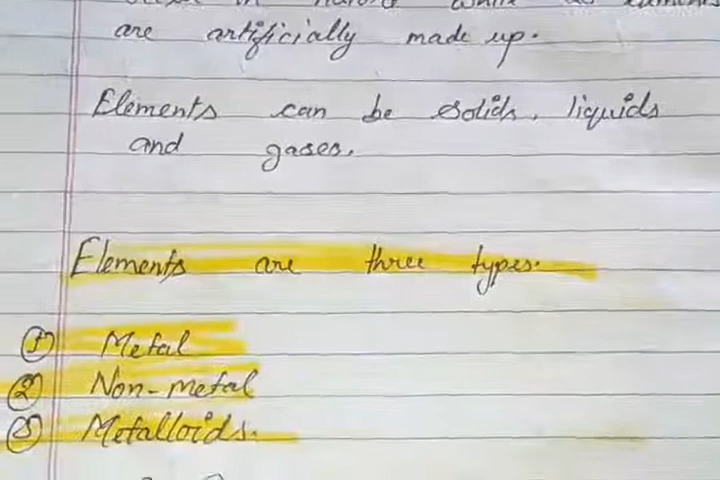 are artificially made up.
Elements can be solids, liquids
and gases.
Elements are three types.
① Metal
② Non-metal
③ Metalloids.